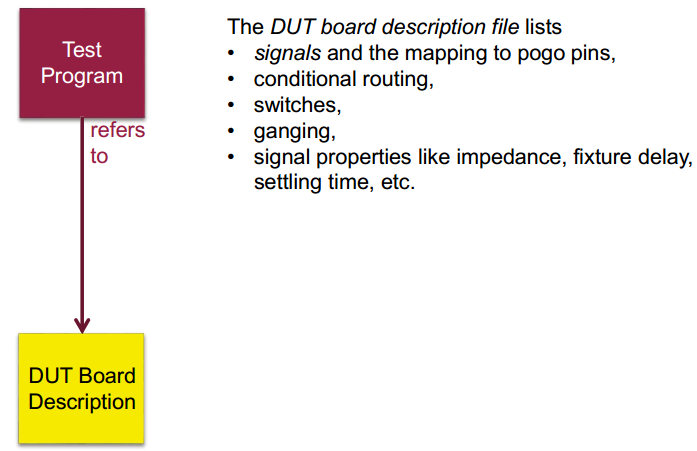 Test
Program
refers
to
DUT Board
Description
The DUT board description file lists
• signals and the mapping to pogo pins,
• conditional routing,
• switches,
• ganging,
• signal properties like impedance, fixture delay,
settling time, etc.